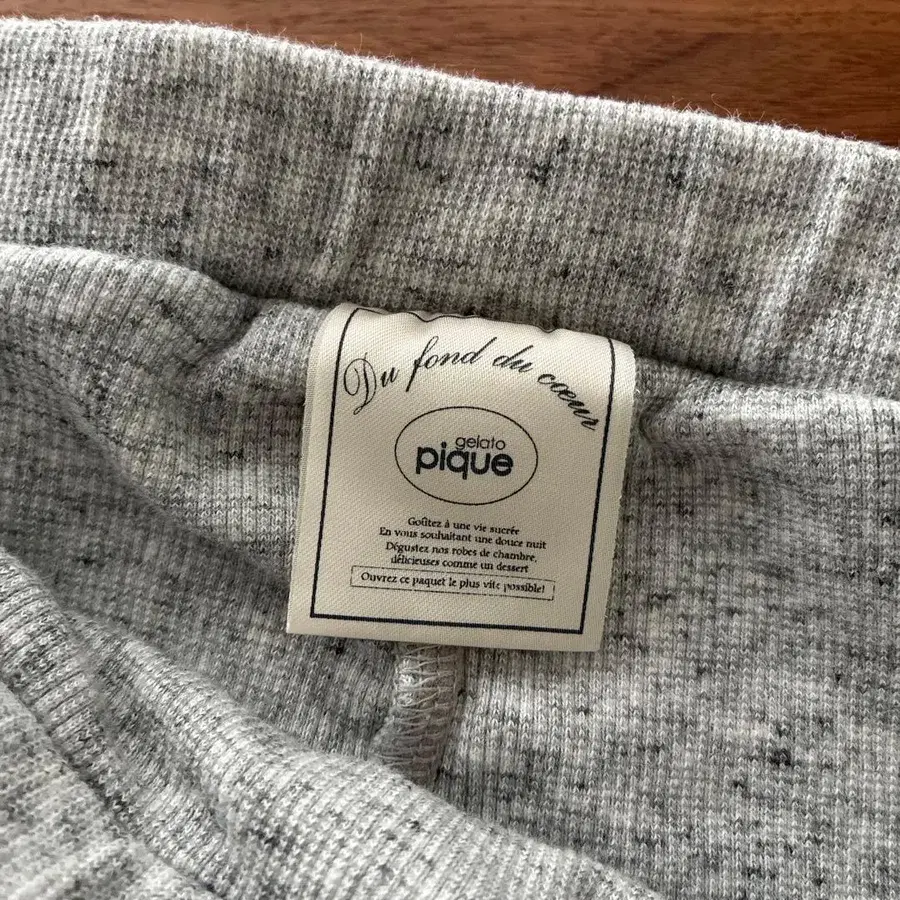 Du fond du cœur
gelato
pique
Goûtez à une vie sucrée
En vous souhaitant une douce nuit
Dégustez nos robes de chambre,
délicieuses comme un dessert
Ouvrez ce paquet le plus vite possible!